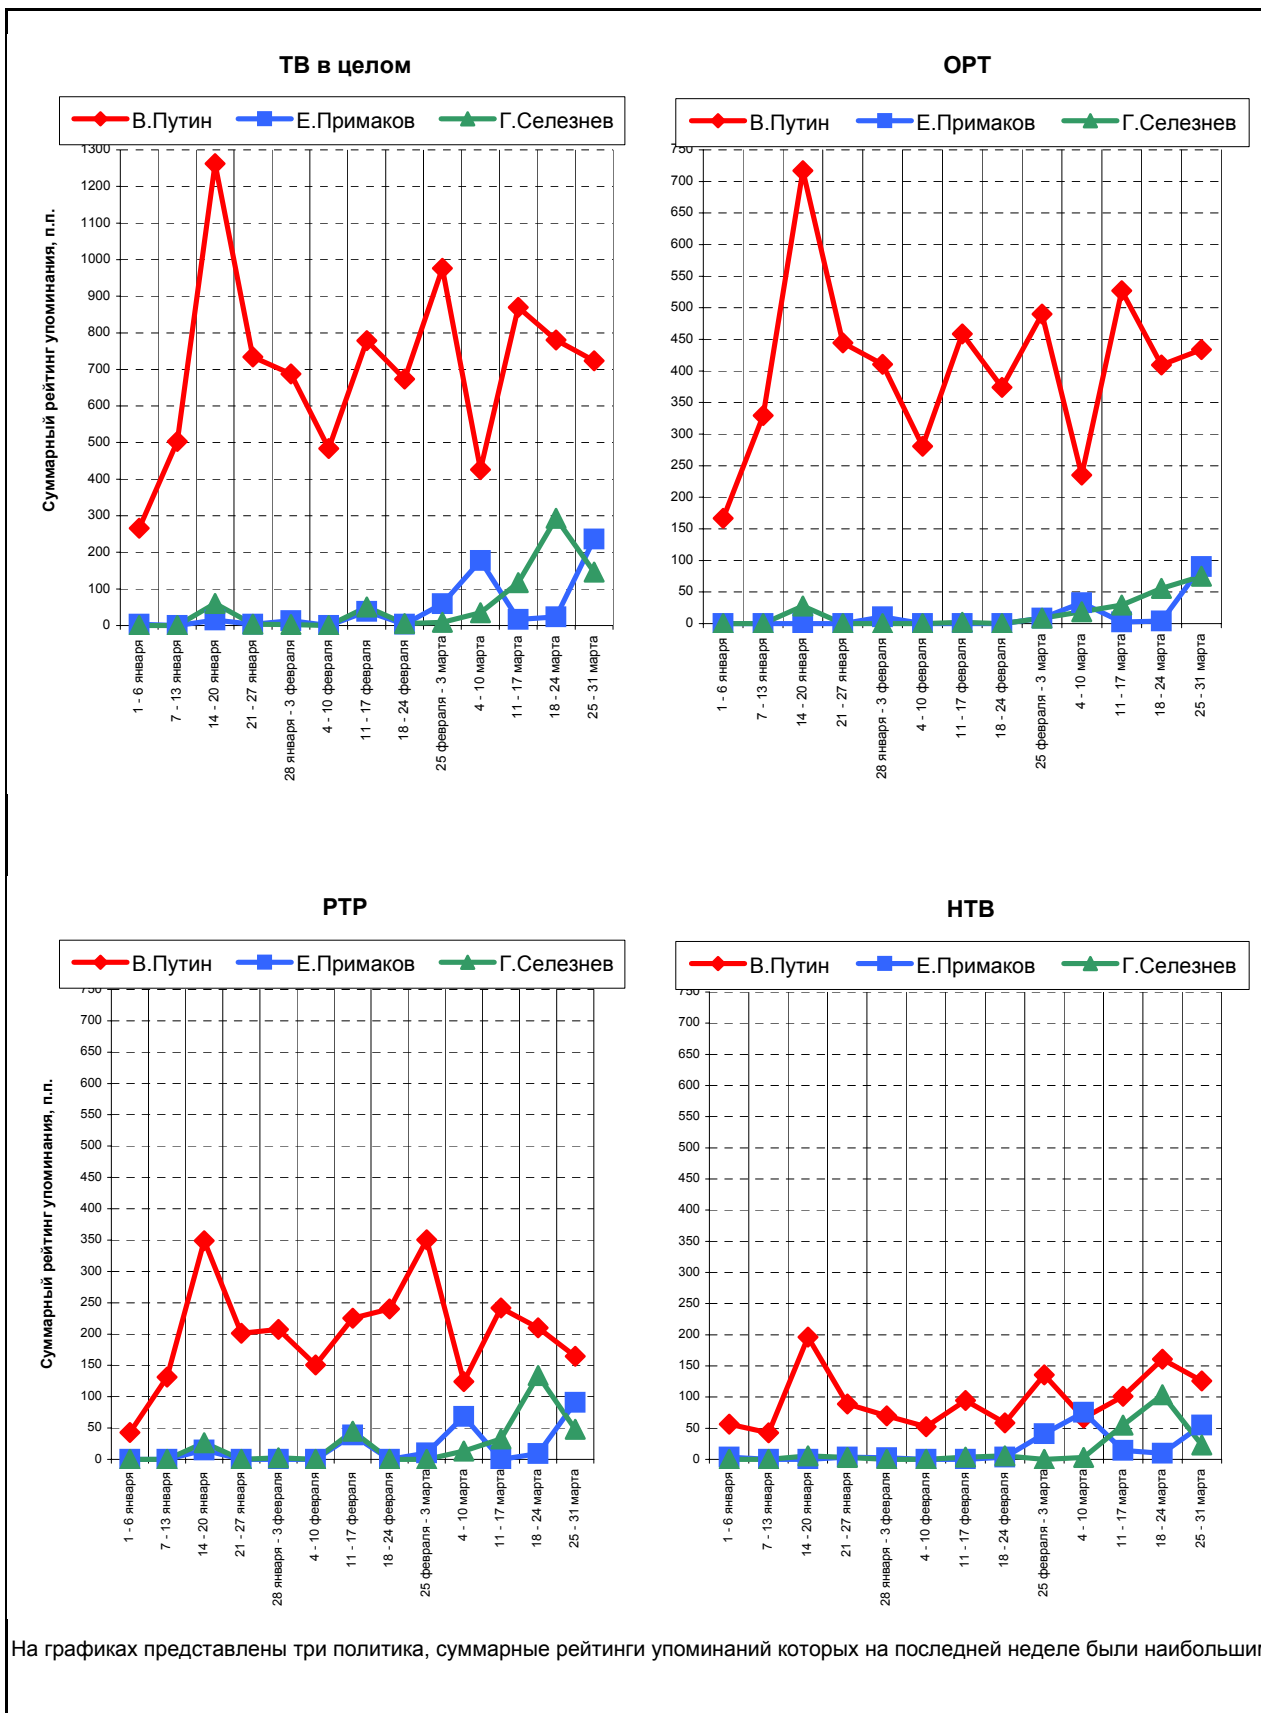 ТВ в целом
В.Путин Е.Примаков Г.Селезнев
Суммарный рейтинг упоминания, п.п.
1300
1200
1100
1000
900
800
700
600
500
400
300
200
100
0
1 - 6 января
7 - 13 января
14 - 20 января
21 - 27 января
28 января - 3 февраля
4 - 10 февраля
11 - 17 февраля
18 - 24 февраля
25 февраля - 3 марта
4 - 10 марта
11 - 17 марта
18 - 24 марта
25 - 31 марта
ОРТ
В.Путин Е.Примаков Г.Селезнев
750
700
650
600
550
500
450
400
350
300
250
200
150
100
50
0
1 - 6 января
7 - 13 января
14 - 20 января
21 - 27 января
28 января - 3 февраля
4 - 10 февраля
11 - 17 февраля
18 - 24 февраля
25 февраля - 3 марта
4 - 10 марта
11 - 17 марта
18 - 24 марта
25 - 31 марта
РТР
В.Путин Е.Примаков Г.Селезнев
Суммарный рейтинг упоминания, п.п.
750
700
650
600
550
500
450
400
350
300
250
200
150
100
50
0
1 - 6 января
7 - 13 января
14 - 20 января
21 - 27 января
28 января - 3 февраля
4 - 10 февраля
11 - 17 февраля
18 - 24 февраля
25 февраля - 3 марта
4 - 10 марта
11 - 17 марта
18 - 24 марта
25 - 31 марта
НТВ
В.Путин Е.Примаков Г.Селезнев
750
700
650
600
550
500
450
400
350
300
250
200
150
100
50
0
1 - 6 января
7 - 13 января
14 - 20 января
21 - 27 января
28 января - 3 февраля
4 - 10 февраля
11 - 17 февраля
18 - 24 февраля
25 февраля - 3 марта
4 - 10 марта
11 - 17 марта
18 - 24 марта
25 - 31 марта
На графиках представлены три политика, суммарные рейтинги упоминаний которых на последней неделе были